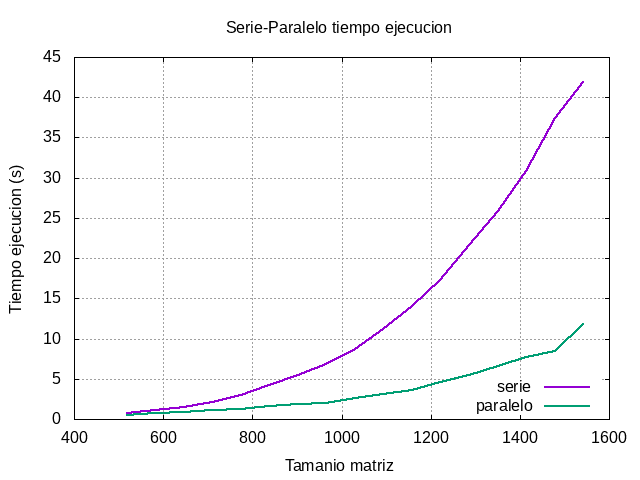 Serie-Paralelo tiempo ejecucion
45
40
35
30
25
20
15
10
5
0
Tiempo ejecucion (s)
serie
paralelo
400 600 800 1000 1200 1400 1600
Tamanio matriz